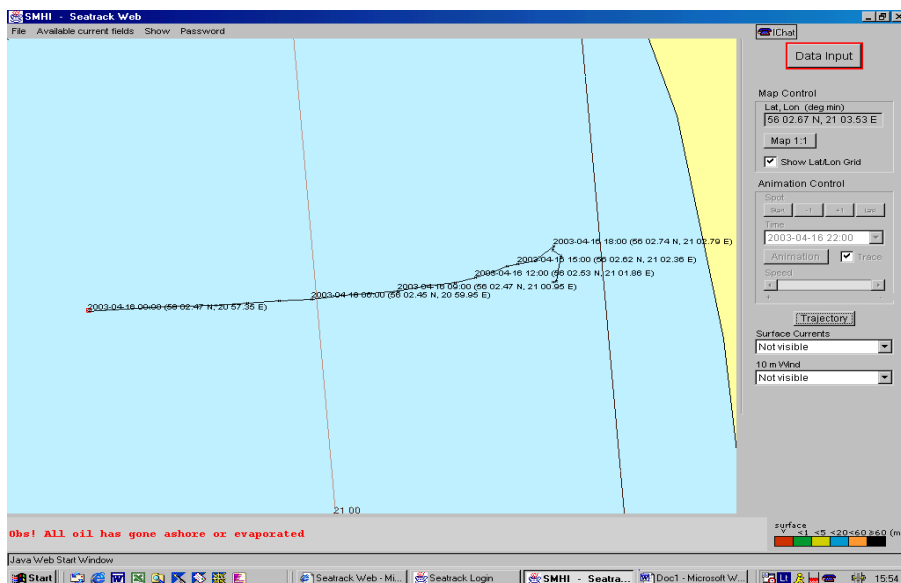 SMHI - Seatrack Web
File Available current fields Show Password
IChat
Data Input
Map Control
Lat, Lon (deg min)
56 02.67 N, 21 03.53 E
Map 1:1
Show Lat/Lon Grid
Animation Control
Spot
Start -1 +1 Last
Time
2003-04-16 22:00
Animation Trace
Speed
+ -
Trajectory
Surface Currents
Not visible
10 m Wind
Not visible
2003-04-16 18:00 (56 02.74 N, 21 02.79 E)
2003-04-16 15:00 (56 02.62 N, 21 02.36 E)
2003-04-16 12:00 (56 02.53 N, 21 01.86 E)
2003-04-16 09:00 (56 02.47 N, 21 00.95 E)
2003-04-16 06:00 (56 02.45 N, 20 59.95 E)
2003-04-16 00:00 (56 02.47 N, 20 57.35 E)
21 00
Obs! All oil has gone ashore or evaporated
surface
<1 <5 <20 <60 ≥60 (m
Java Web Start Window
Start
Seatrack Web - Mi...
Seatrack Login
SMHI - Seatra...
Doc1 - Microsoft W...
Lt
15:54